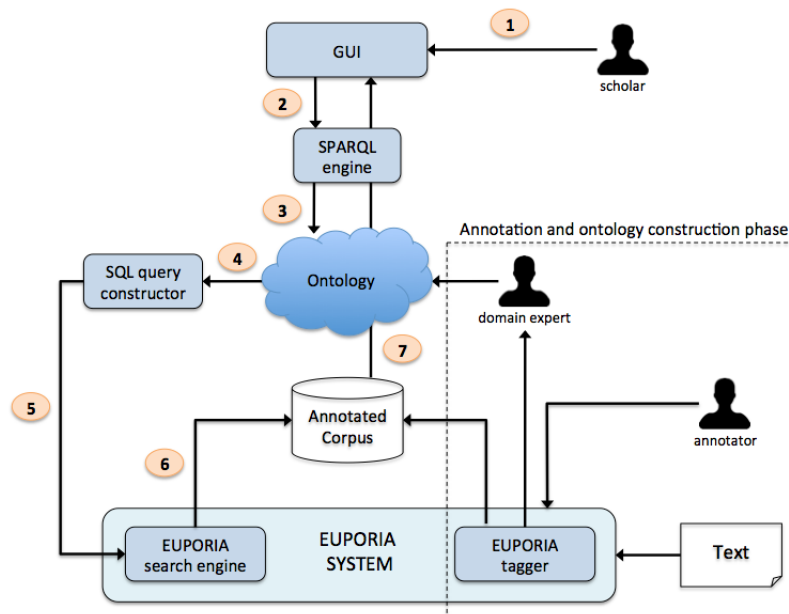 1
GUI
scholar
2
SPARQL
engine
3
Annotation and ontology construction phase
4
SQL query
constructor
Ontology
domain expert
7
5
Annotated
Corpus
annotator
6
EUPORIA
search engine
EUPORIA
SYSTEM
EUPORIA
tagger
Text